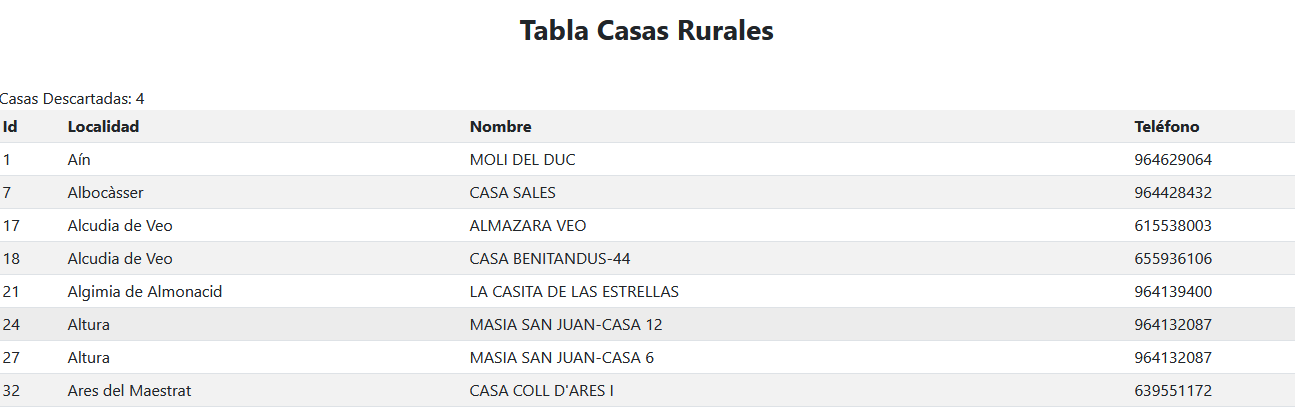 Tabla Casas Rurales
Casas Descartadas: 4
Id Localidad Nombre Teléfono
1 Aín MOLI DEL DUC 964629064
7 Albocàsser CASA SALES 964428432
17 Alcudia de Veo ALMAZARA VEO 615538003
18 Alcudia de Veo CASA BENITANDUS-44 655936106
21 Algimia de Almonacid LA CASITA DE LAS ESTRELLAS 964139400
24 Altura MASIA SAN JUAN-CASA 12 964132087
27 Altura MASIA SAN JUAN-CASA 6 964132087
32 Ares del Maestrat CASA COLL D'ARES I 639551172